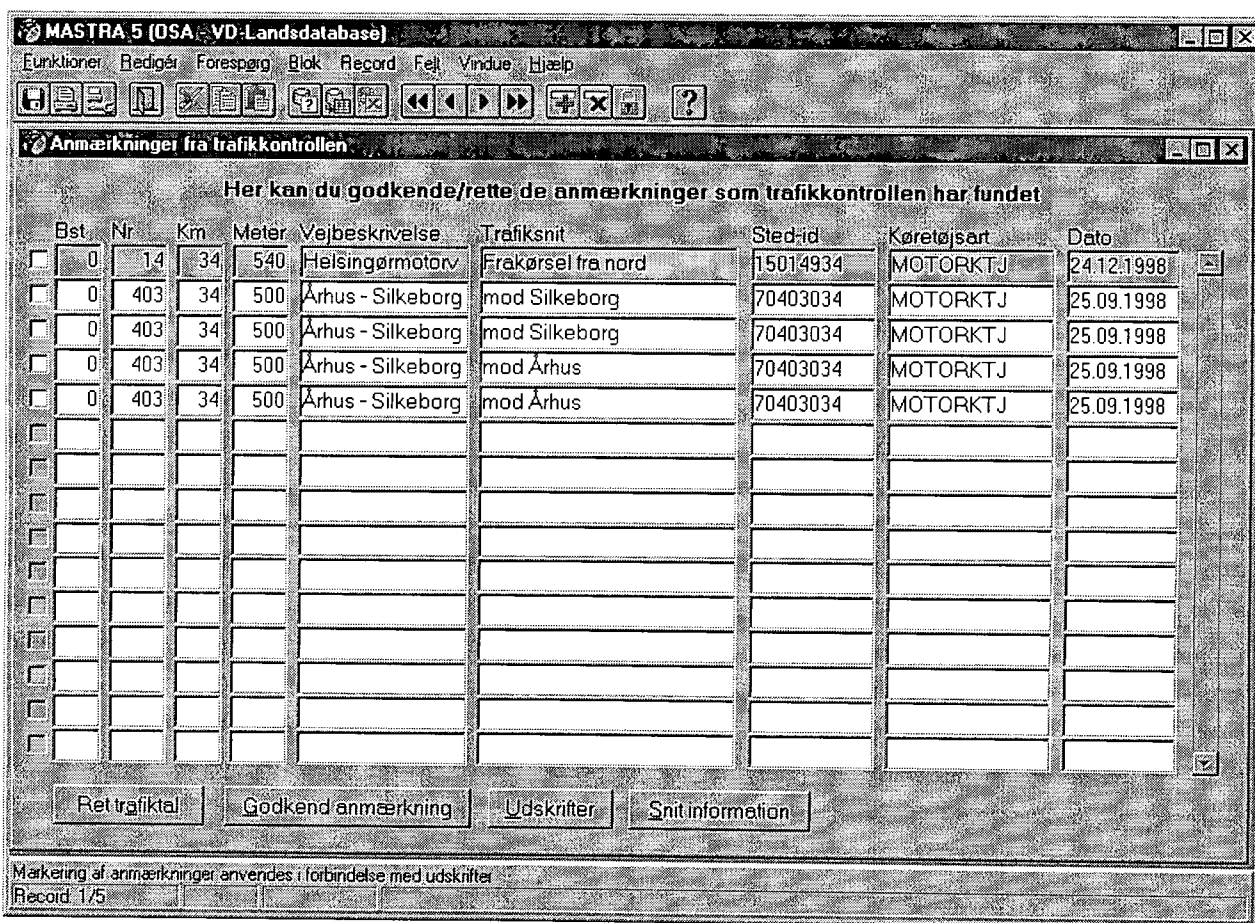 MASTRA 5 (OSA - VD-Landsdatabase)
Funktioner Redigér Forespørg Blok Record Felt Vindue Hjælp
Anmærkninger fra trafikkontrollen
Her kan du godkende/rette de anmærkninger som trafikkontrollen har fundet
Bst Nr Km Meter Vejbeskrivelse Trafiksnit Sted-id Køretøjsart Dato
0 14 34 540 Helsingørmotorv Frakørsel fra nord 15014934 MOTORKTJ 24.12.1998
0 403 34 500 Århus - Silkeborg mod Silkeborg 70403034 MOTORKTJ 25.09.1998
0 403 34 500 Århus - Silkeborg mod Silkeborg 70403034 MOTORKTJ 25.09.1998
0 403 34 500 Århus - Silkeborg mod Århus 70403034 MOTORKTJ 25.09.1998
0 403 34 500 Århus - Silkeborg mod Århus 70403034 MOTORKTJ 25.09.1998
Ret trafiktal Godkend anmærkning Udskrifter Snit information
Markering af anmærkninger anvendes i forbindelse med udskrifter
Record: 1/5